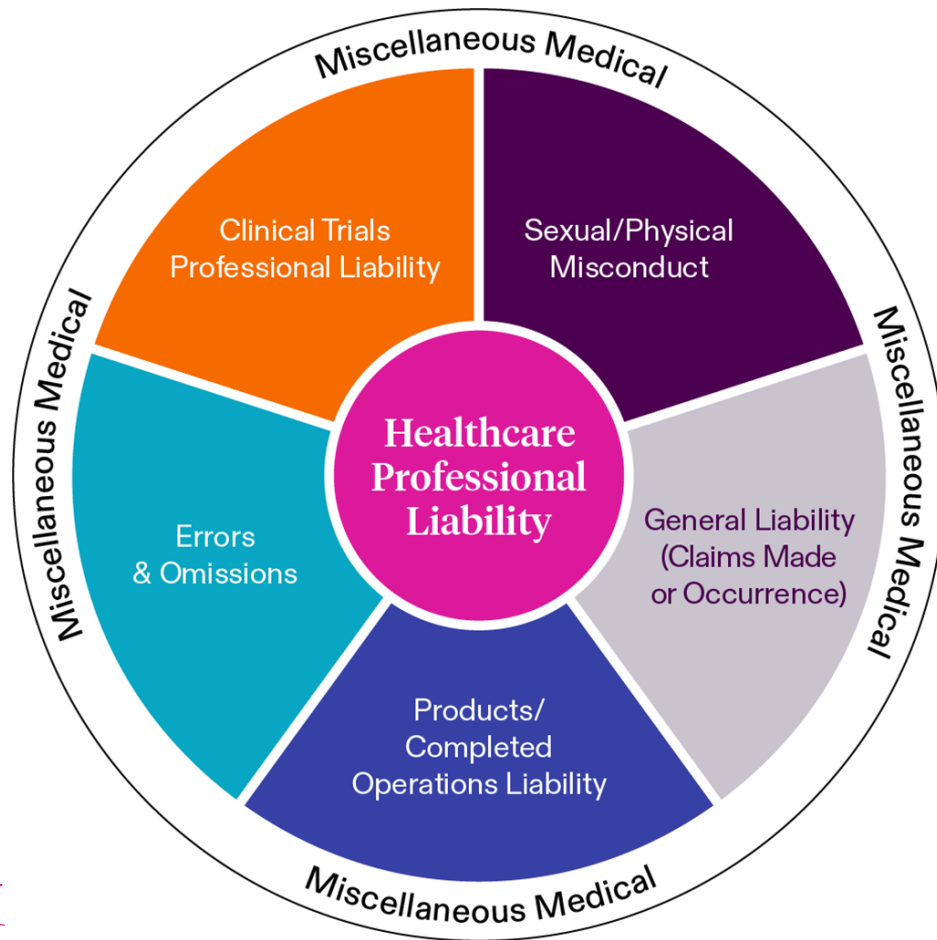 Miscellaneous Medical
Clinical Trials
Professional Liability
Sexual/Physical
Misconduct
Miscellaneous Medical
Miscellaneous Medical
Healthcare
Professional
Liability
Errors
& Omissions
General Liability
(Claims Made
or Occurrence)
Products/
Completed
Operations Liability
Miscellaneous Medical